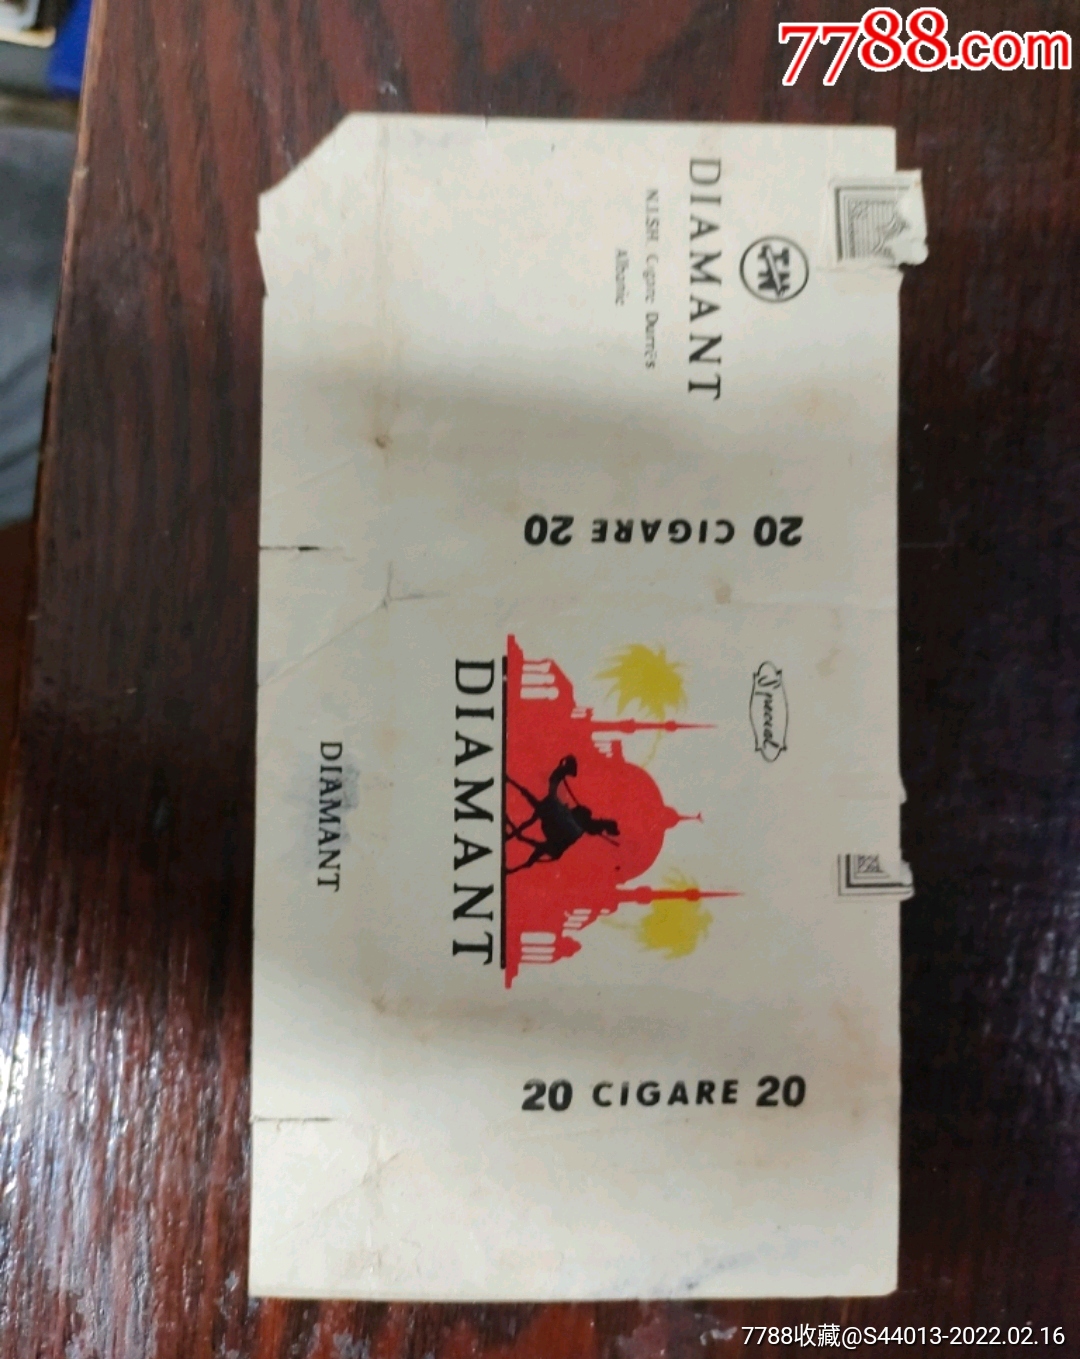 7788.com
DIAMANT
N.I.SH. Cigare Durrës
Albanie
20 CIGARE 20
Special
DIAMANT
DIAMANT
20 CIGARE 20
7788收藏@S44013-2022.02.16